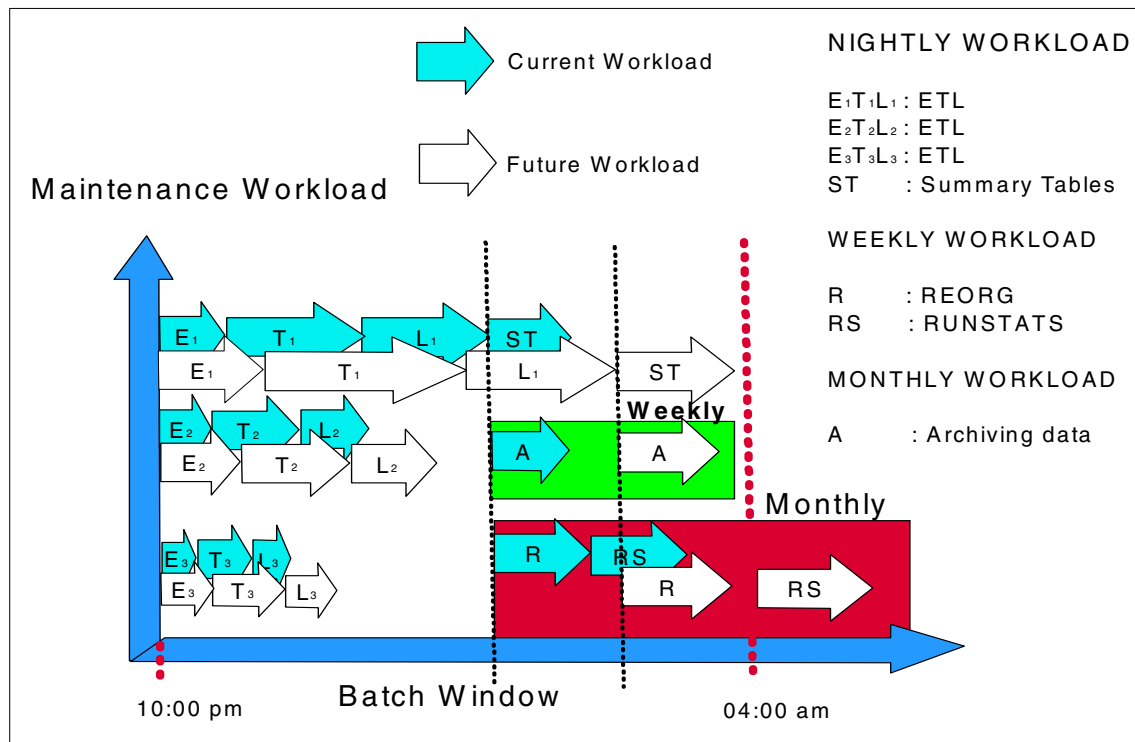 Current Workload
Future Workload
NIGHTLY WORKLOAD
E₁T₁L₁ : ETL
E₂T₂L₂ : ETL
E₃T₃L₃ : ETL
ST : Summary Tables
WEEKLY WORKLOAD
R : REORG
RS : RUNSTATS
MONTHLY WORKLOAD
A : Archiving data
Maintenance Workload
E₁ T₁ L₁ ST
E₁ T₁ L₁ ST
Weekly
E₂ T₂ L₂ A
E₂ T₂ L₂ A
Monthly
E₃ T₃ L₃ R RS
E₃ T₃ L₃ R RS
Batch Window
10:00 pm 04:00 am